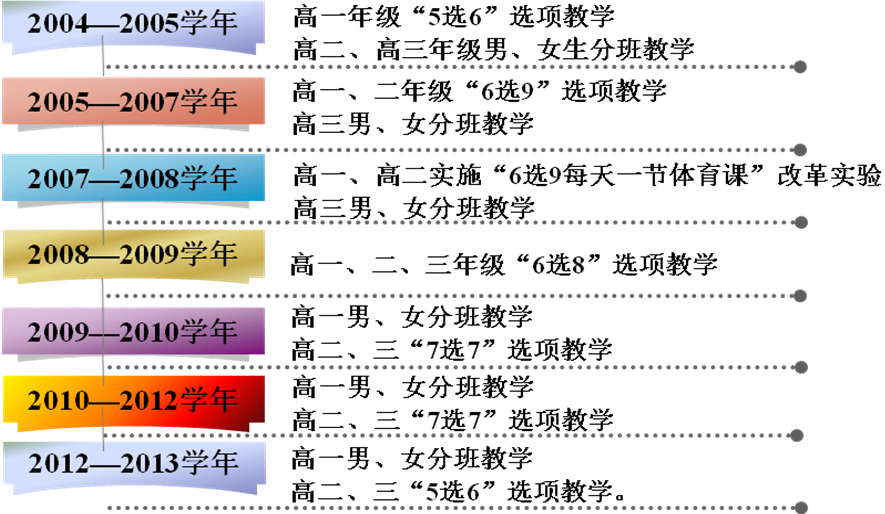 2004—2005学年
高一年级“5选6”选项教学
高二、高三年级男、女生分班教学
2005—2007学年
高一、二年级“6选9”选项教学
高三男、女分班教学
2007—2008学年
高一、高二实施“6选9每天一节体育课”改革实验
高三男、女分班教学
2008—2009学年
高一、二、三年级“6选8”选项教学
2009—2010学年
高一男、女分班教学
高二、三“7选7”选项教学
2010—2012学年
高一男、女分班教学
高二、三“7选7”选项教学
2012—2013学年
高一男、女分班教学
高二、三“5选6”选项教学。